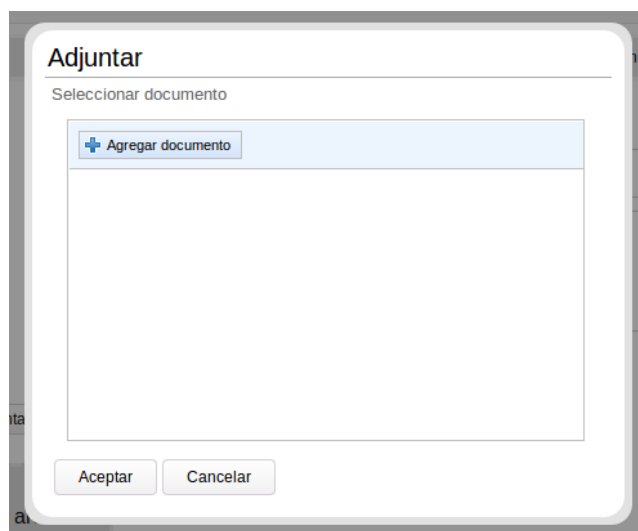 Adjuntar
Seleccionar documento
Agregar documento
Aceptar
Cancelar